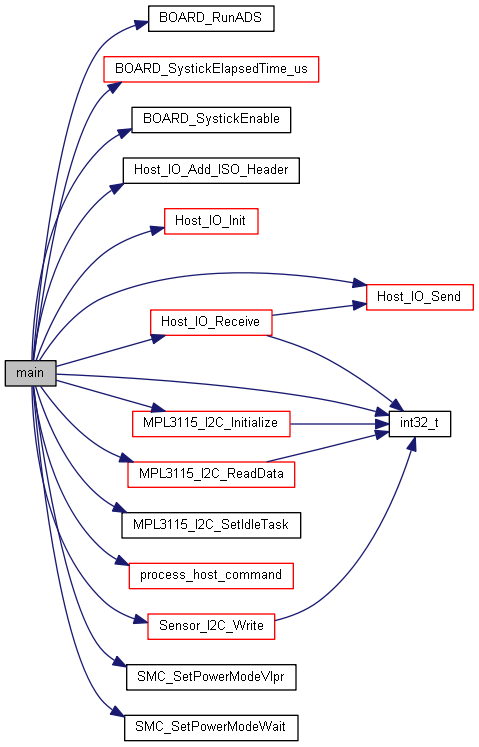 BOARD_RunADS
BOARD_SystickElapsedTime_us
BOARD_SystickEnable
Host_IO_Add_ISO_Header
Host_IO_Init
Host_IO_Send
Host_IO_Receive
main
MPL3115_I2C_Initialize
int32_t
MPL3115_I2C_ReadData
MPL3115_I2C_SetIdleTask
process_host_command
Sensor_I2C_Write
SMC_SetPowerModeVlpr
SMC_SetPowerModeWait